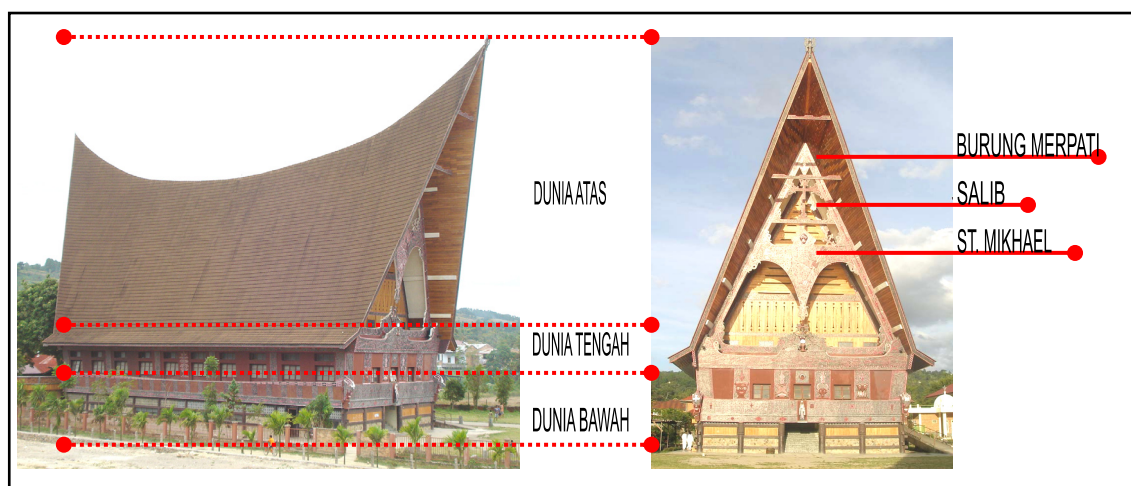 DUNIA ATAS
DUNIA TENGAH
DUNIA BAWAH
BURUNG MERPATI
SALIB
ST. MIKHAEL